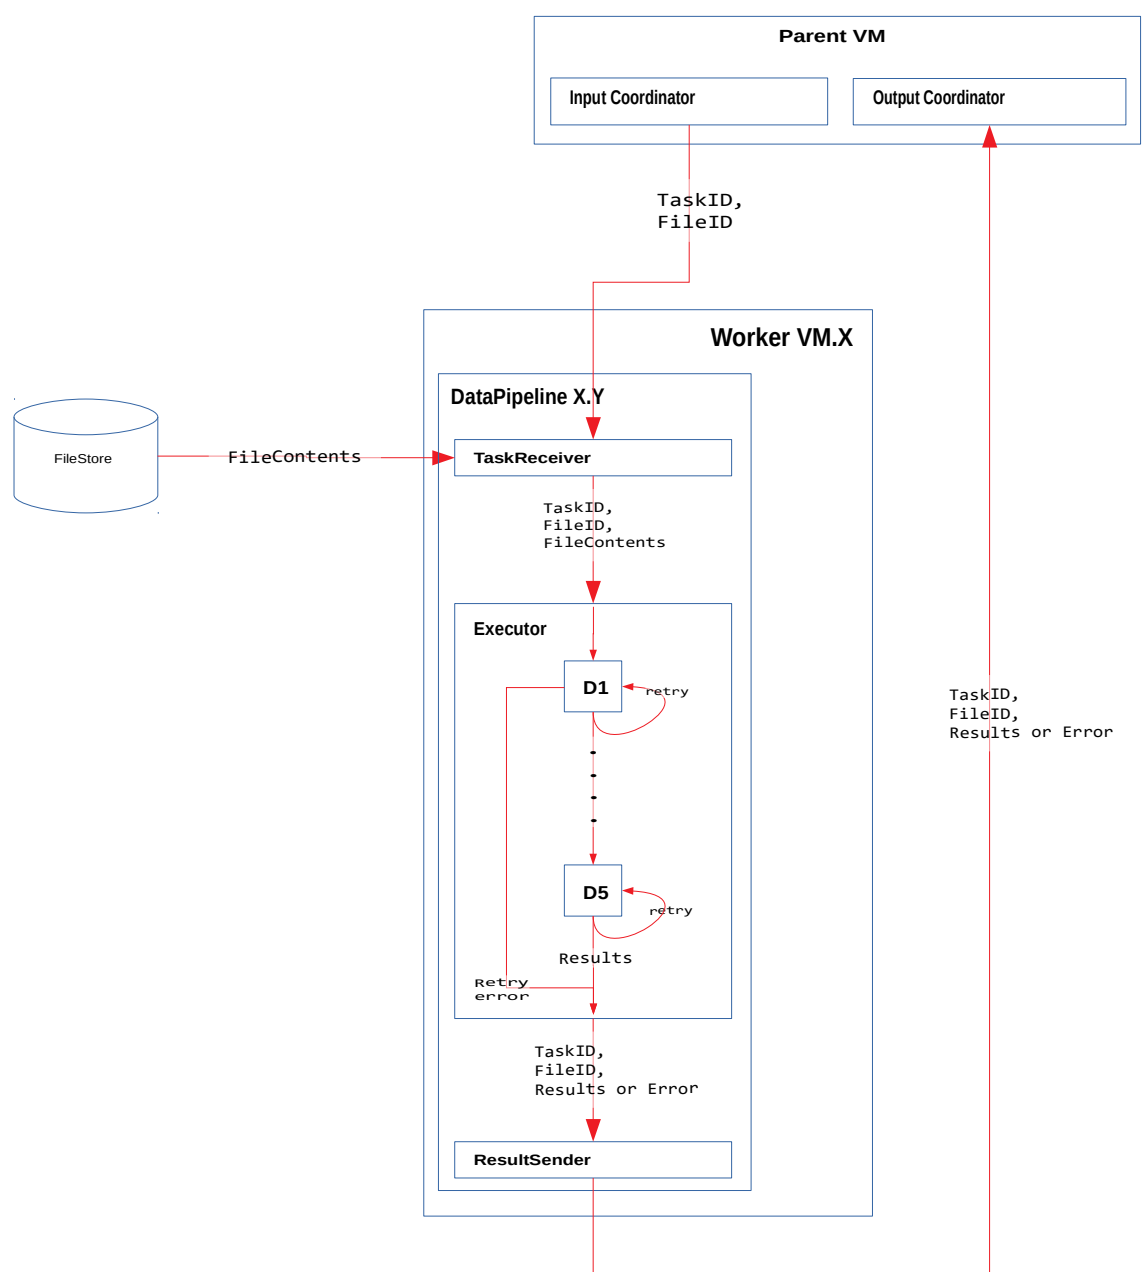 Parent VM
Input Coordinator
Output Coordinator
TaskID,
FileID
Worker VM.X
DataPipeline X.Y
FileStore
FileContents
TaskReceiver
TaskID,
FileID,
FileContents
Executor
D1
retry
TaskID,
FileID,
Results or Error
D5
retry
Results
Retry
error
TaskID,
FileID,
Results or Error
ResultSender